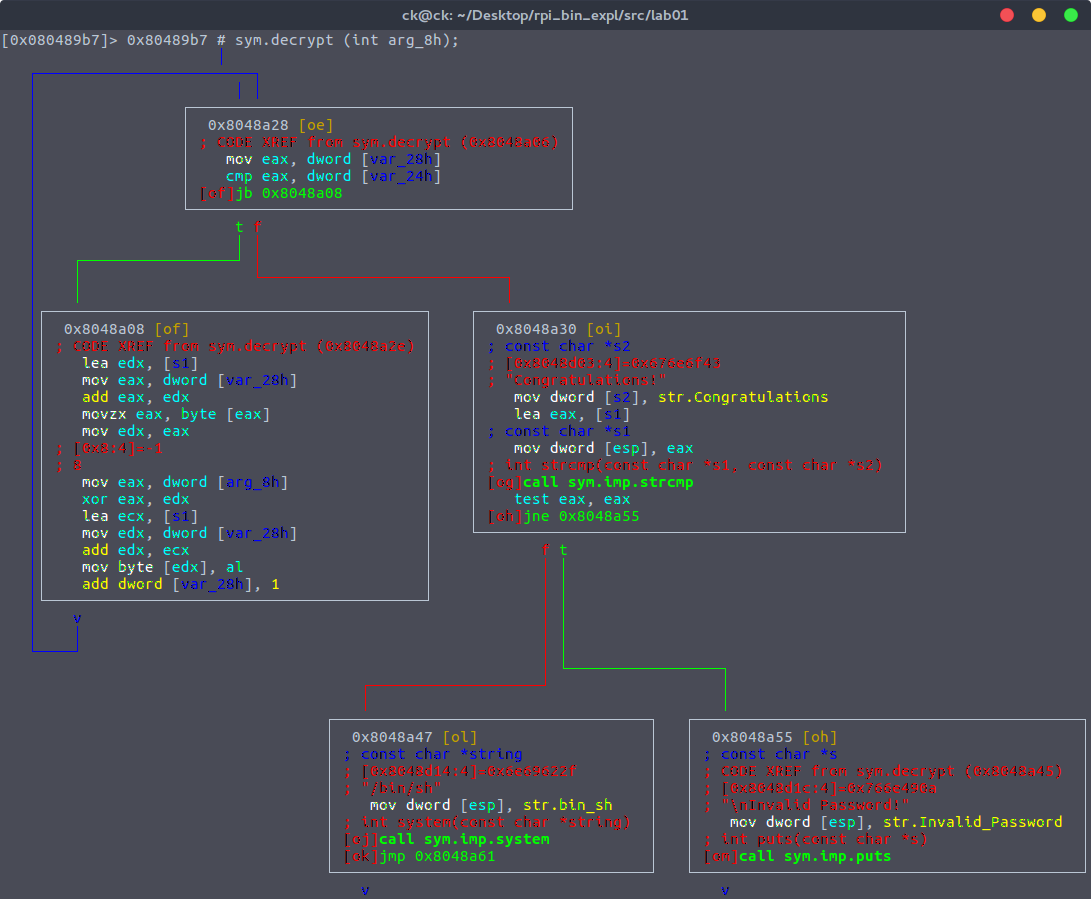 ck@ck: ~/Desktop/rpi_bin_expl/src/lab01
[0x080489b7]> 0x80489b7 # sym.decrypt (int arg_8h);
0x8048a28 [oe]
; CODE XREF from sym.decrypt (0x8048a06)
mov eax, dword [var_28h]
cmp eax, dword [var_24h]
[of]jb 0x8048a08
t f
0x8048a08 [of]
; CODE XREF from sym.decrypt (0x8048a2e)
lea edx, [s1]
mov eax, dword [var_28h]
add eax, edx
movzx eax, byte [eax]
mov edx, eax
; [0x8:4]=-1
; 8
mov eax, dword [arg_8h]
xor eax, edx
lea ecx, [s1]
mov edx, dword [var_28h]
add edx, ecx
mov byte [edx], al
add dword [var_28h], 1
v
0x8048a30 [oi]
; const char *s2
; [0x8048d03:4]=0x676e6f43
; "Congratulations!"
mov dword [s2], str.Congratulations
lea eax, [s1]
; const char *s1
mov dword [esp], eax
; int strcmp(const char *s1, const char *s2)
[og]call sym.imp.strcmp
test eax, eax
[oh]jne 0x8048a55
f t
0x8048a47 [ol]
; const char *string
; [0x8048d14:4]=0x6e69622f
; "/bin/sh"
mov dword [esp], str.bin_sh
; int system(const char *string)
[oj]call sym.imp.system
[ok]jmp 0x8048a61
v
0x8048a55 [oh]
; const char *s
; CODE XREF from sym.decrypt (0x8048a45)
; [0x8048d1c:4]=0x766e490a
; "\nInvalid Password!"
mov dword [esp], str.Invalid_Password
; int puts(const char *s)
[om]call sym.imp.puts
v